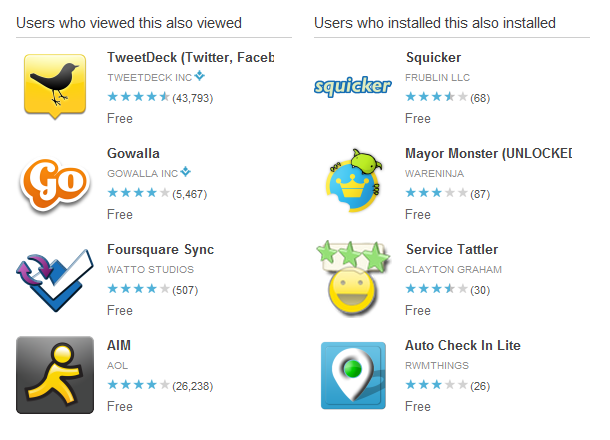 Users who viewed this also viewed
TweetDeck (Twitter, Faceb
TWEETDECK INC
(43,793)
Free
Go
Gowalla
GOWALLA INC
(5,467)
Free
Foursquare Sync
WATTO STUDIOS
(507)
Free
AIM
AOL
(26,238)
Free
Users who installed this also installed
squicker
Squicker
FRUBLIN LLC
(68)
Free
Mayor Monster (UNLOCKED
WARENINJA
(87)
Free
Service Tattler
CLAYTON GRAHAM
(30)
Free
Auto Check In Lite
RWMTHINGS
(26)
Free